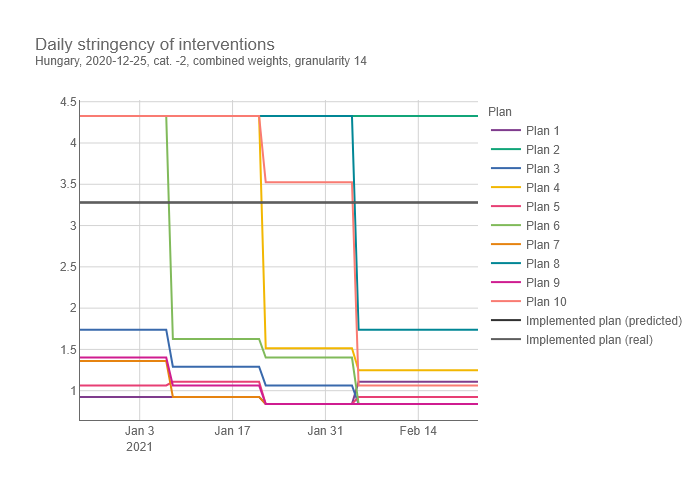 Daily stringency of interventions
Hungary, 2020-12-25, cat. -2, combined weights, granularity 14
4.5
4
3.5
3
2.5
2
1.5
1
Jan 3
2021
Jan 17
Jan 31
Feb 14
Plan
Plan 1
Plan 2
Plan 3
Plan 4
Plan 5
Plan 6
Plan 7
Plan 8
Plan 9
Plan 10
Implemented plan (predicted)
Implemented plan (real)